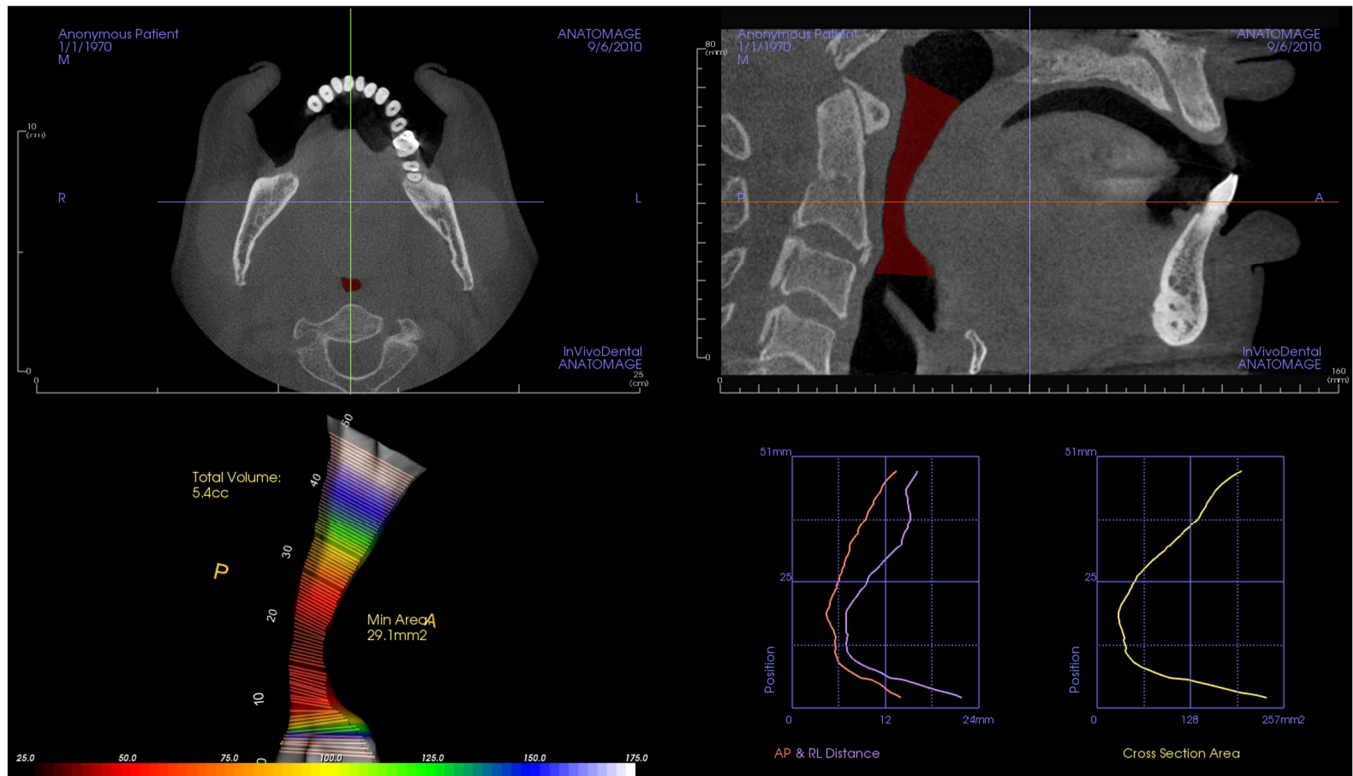 Anonymous Patient
1/1/1970
M
ANATOMAGE
9/6/2010
10
(cm)
R
L
InVivoDental
ANATOMAGE
0
0
25
(cm)
Anonymous Patient
1/1/1970
M
ANATOMAGE
9/6/2010
80
(mm)
P
A
InVivoDental
ANATOMAGE
0
0
160
(mm)
Total Volume:
5.4cc
P
50
40
30
20
10
0
Min Area
A
29.1mm2
25.0 50.0 75.0 100.0 125.0 150.0 175.0
51mm
25
Position
0 12 24mm
AP & RL Distance
51mm
25
Position
0 128 257mm2
Cross Section Area